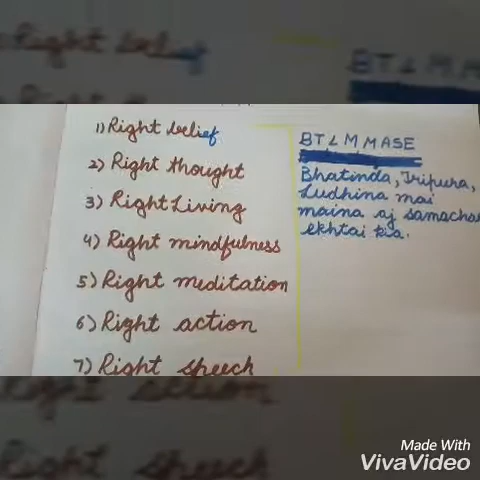 1) Right belief
2) Right thought
3) Right Living
4) Right mindfulness
5) Right meditation
6) Right action
7) Right speech
BTLMMASE
Bhatinda, Tripura,
Ludhina mai
maina aj samachar
ekhtai kia.
Made With
VivaVideo